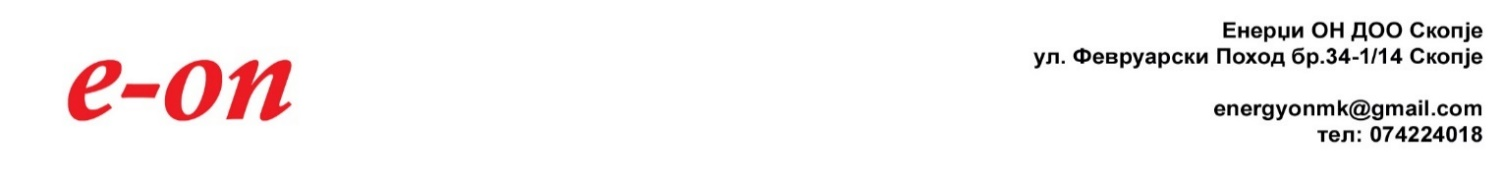 e-on
Енерџи ОН ДОО Скопје
ул. Февруарски Поход бр.34-1/14 Скопје
energyonmk@gmail.com
тел: 074224018